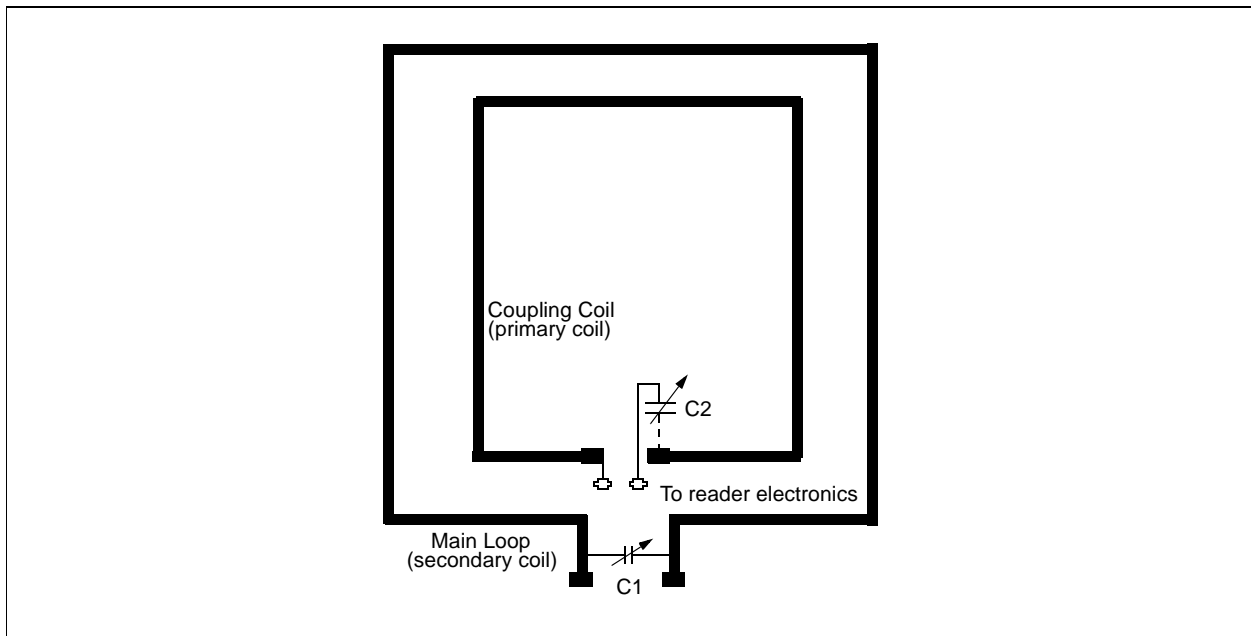 Coupling Coil
(primary coil)
C2
To reader electronics
Main Loop
(secondary coil)
C1